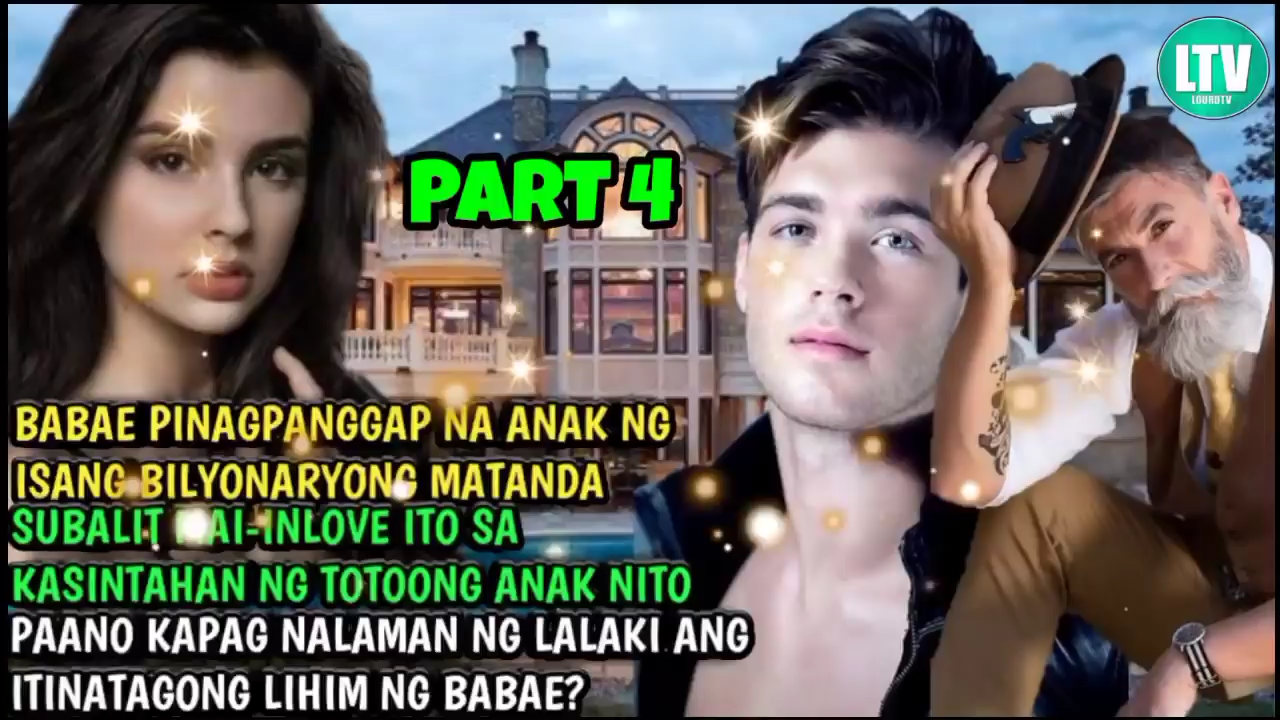 LTV
LOURDTV
PART 4
BABAE PINAGPANGGAP NA ANAK NG
ISANG BILYONARYONG MATANDA
SUBALIT MAI-INLOVE ITO SA
KASINTAHAN NG TOTOONG ANAK NITO
PAANO KAPAG NALAMAN NG LALAKI ANG
ITINATAGONG LIHIM NG BABAE?